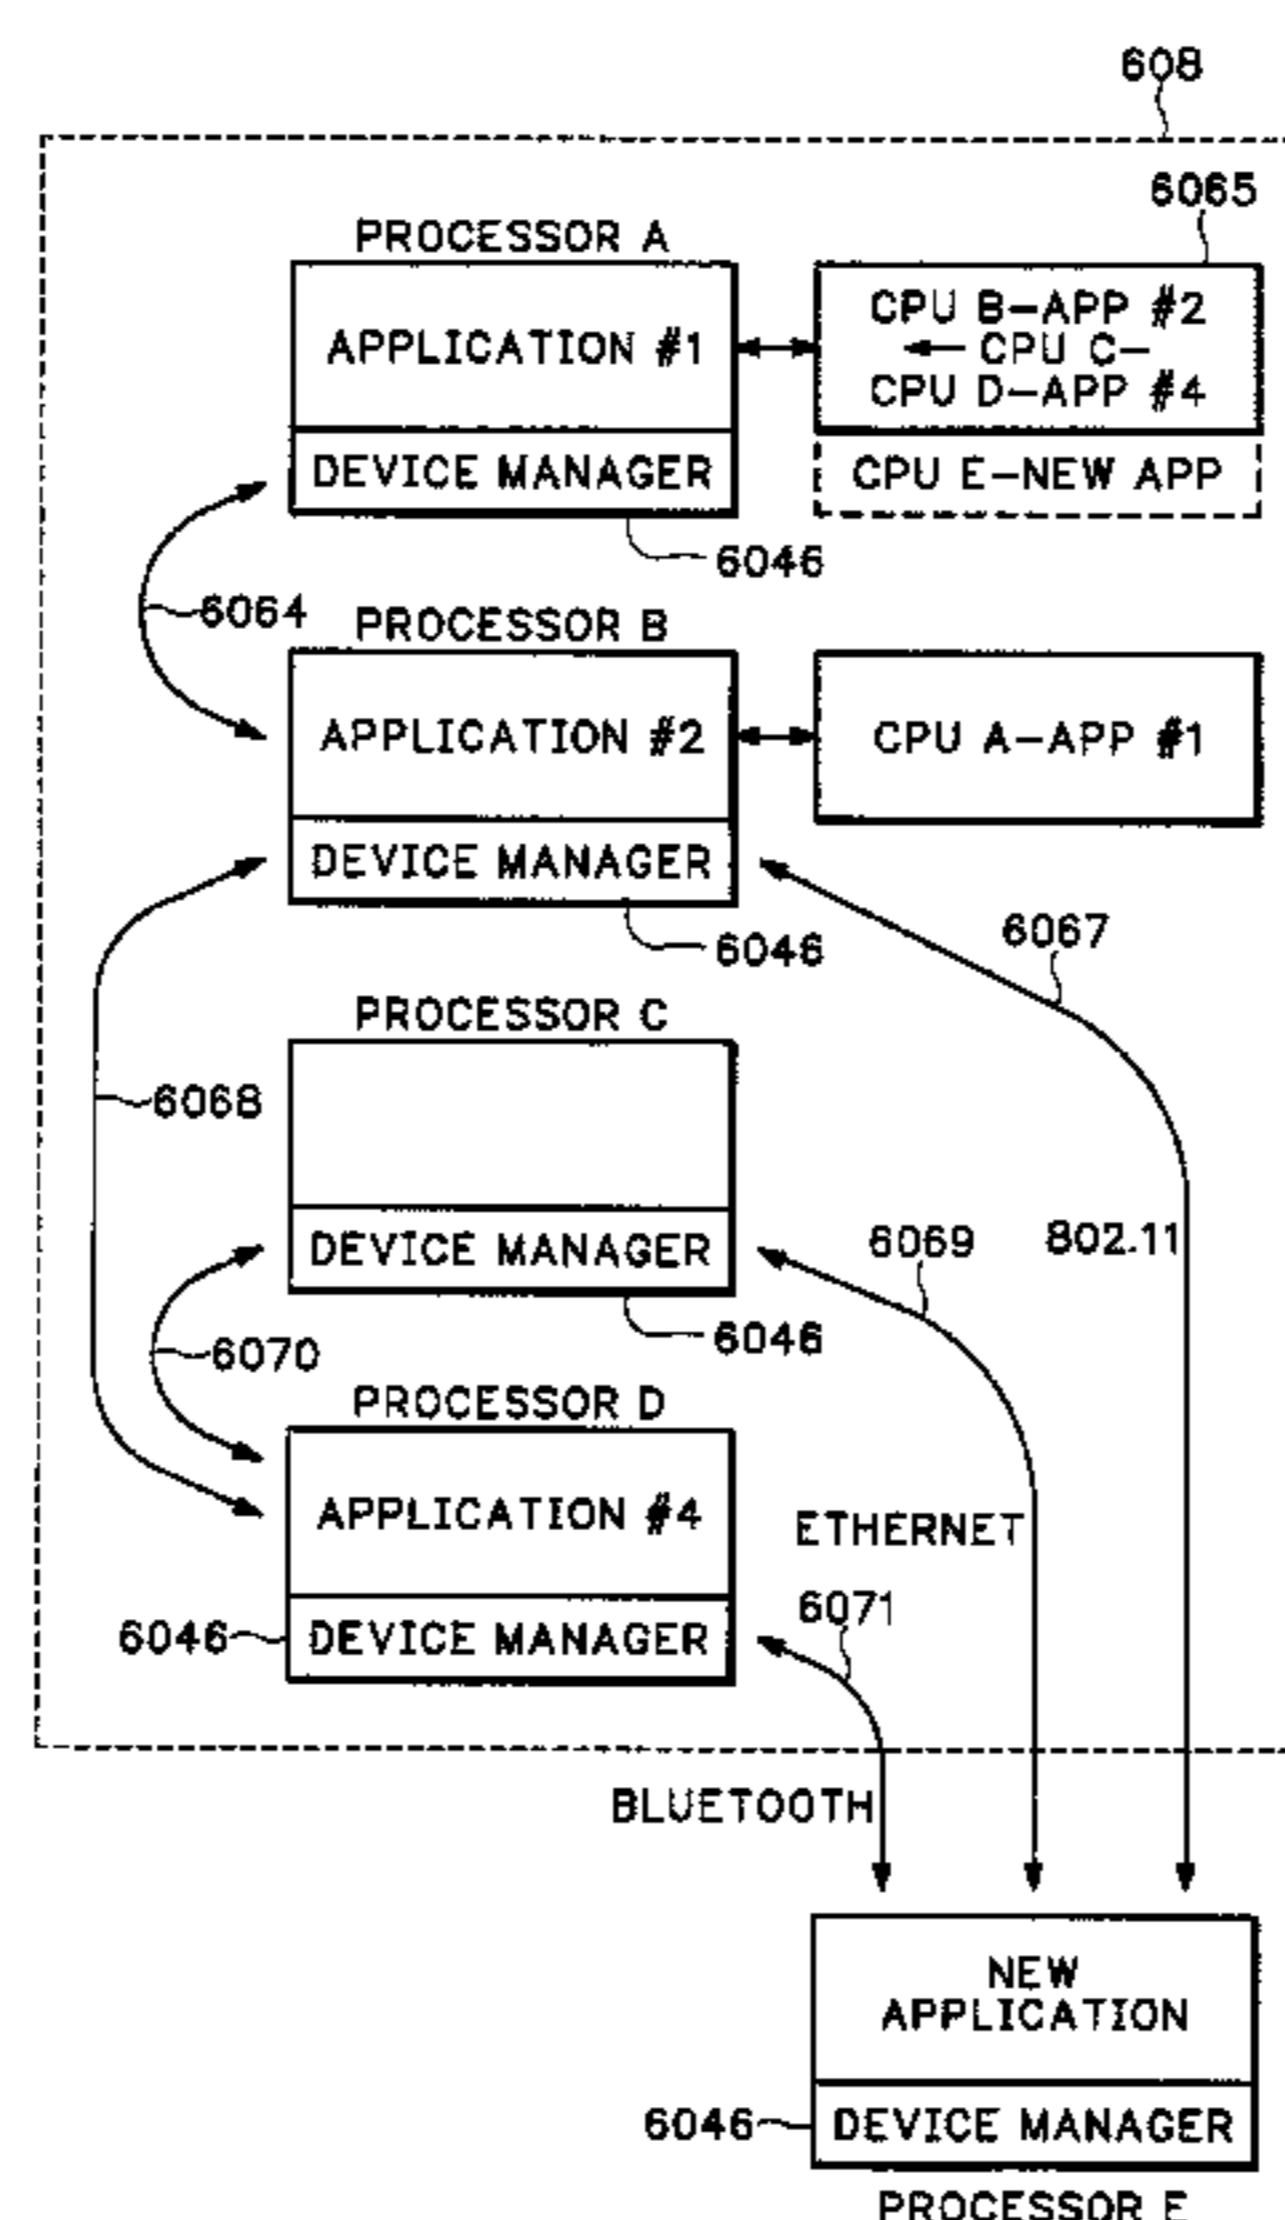 608
6065
PROCESSOR A
APPLICATION #1
CPU B-APP #2
CPU C-
CPU D-APP #4
DEVICE MANAGER
CPU E-NEW APP
6046
6064
PROCESSOR B
APPLICATION #2
CPU A-APP #1
DEVICE MANAGER
6046
6067
PROCESSOR C
6068
DEVICE MANAGER
6069
802.11
6046
6070
PROCESSOR D
APPLICATION #4
ETHERNET
6071
6046
DEVICE MANAGER
BLUETOOTH
NEW
APPLICATION
6046
DEVICE MANAGER
PROCESSOR E